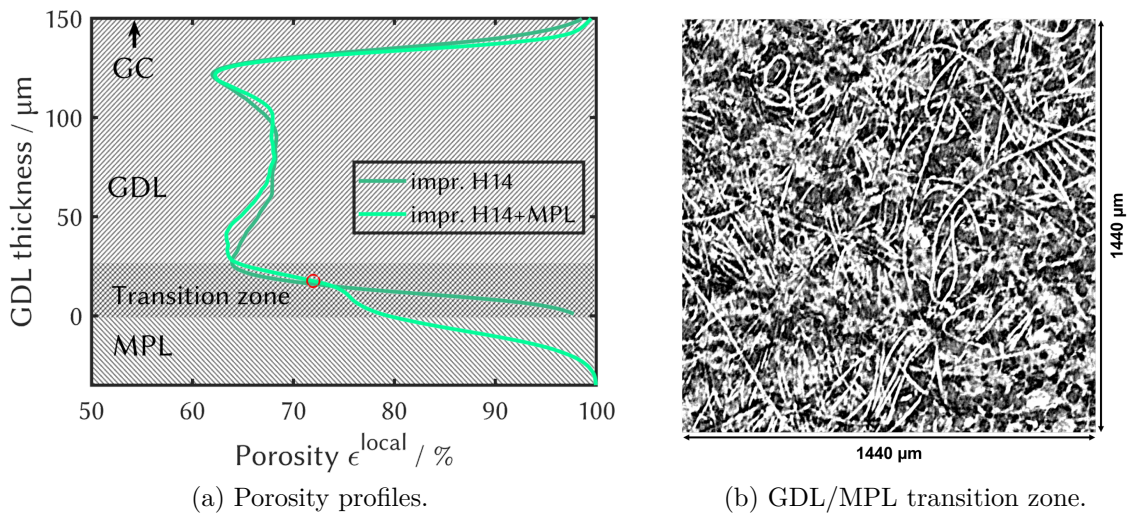 150
100
50
0
GDL thickness / µm
GC
GDL
Transition zone
MPL
impr. H14
impr. H14+MPL
50 60 70 80 90 100
Porosity ϵ^local / %
(a) Porosity profiles.
1440 µm
1440 µm
(b) GDL/MPL transition zone.